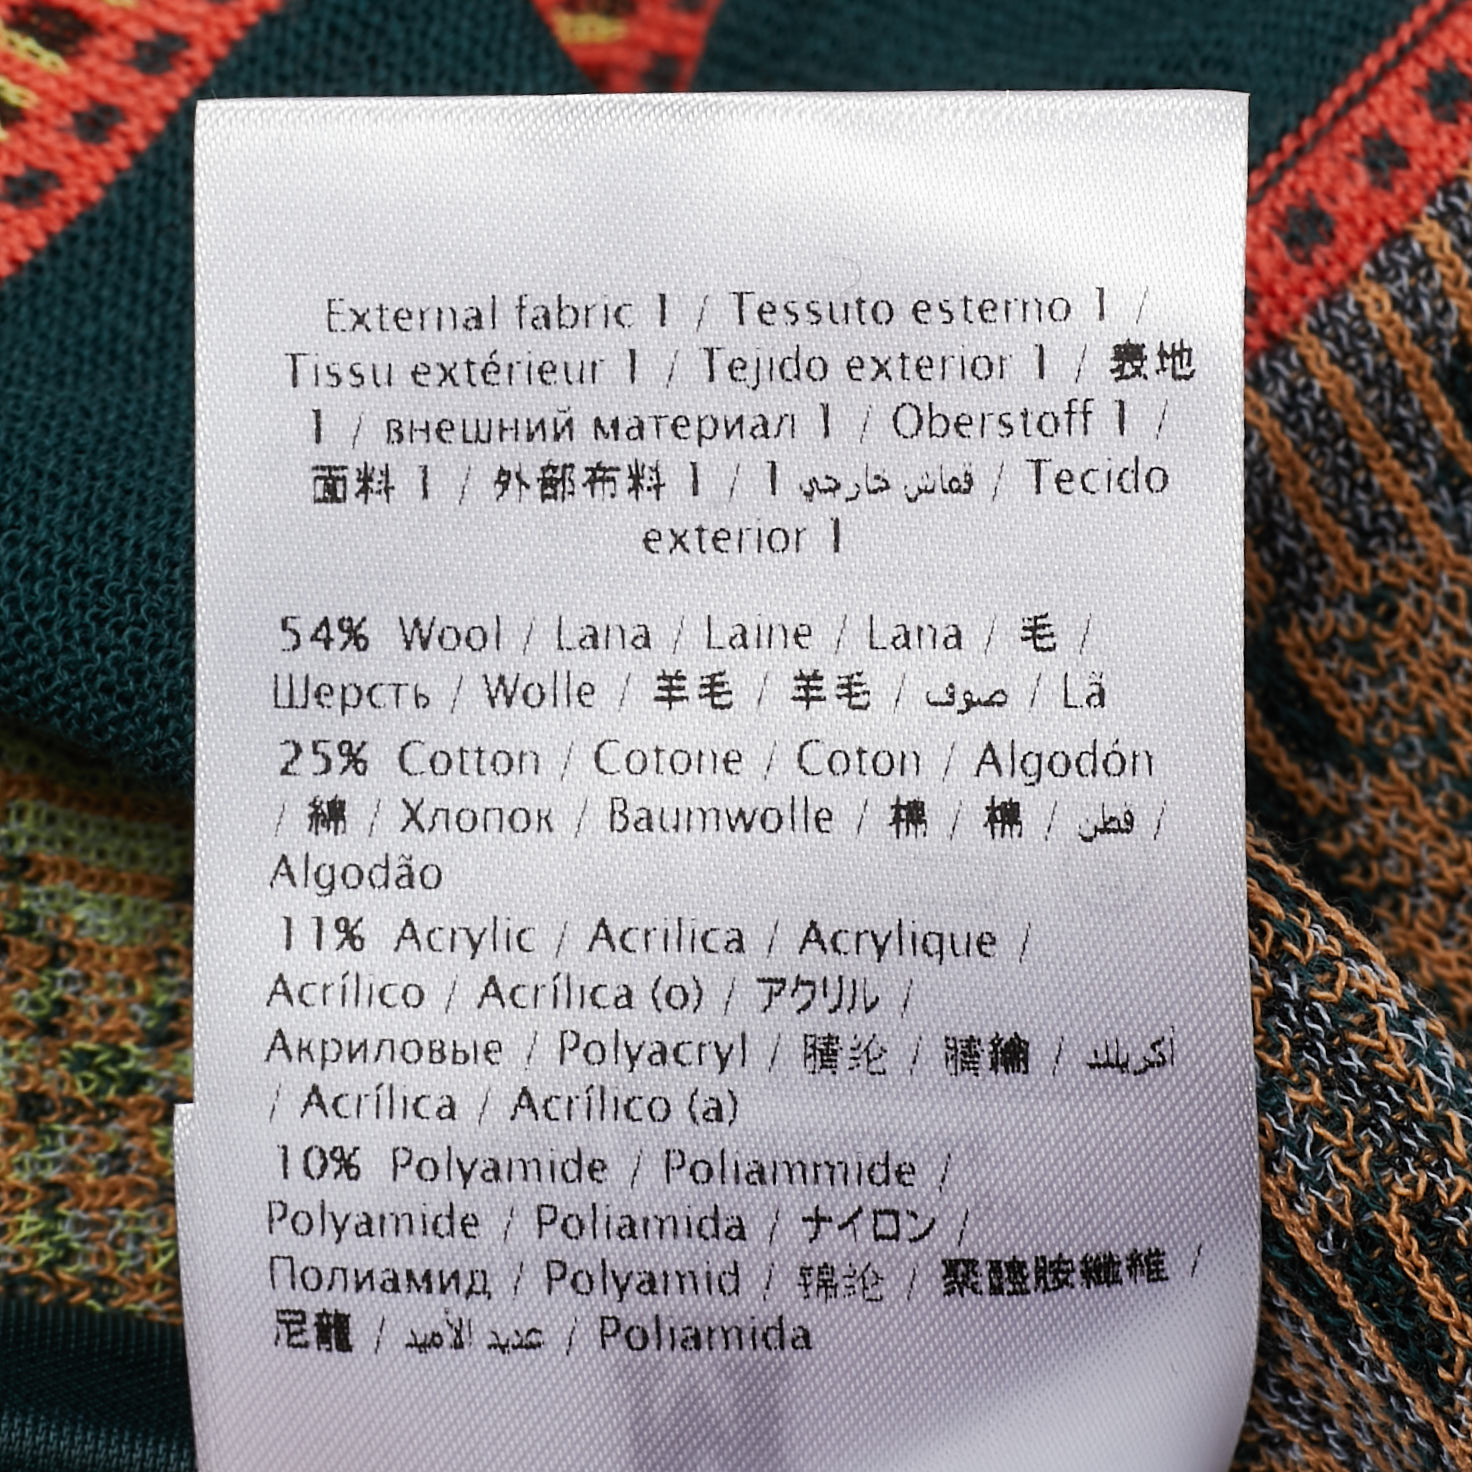 External fabric 1 / Tessuto esterno 1 /
Tissu extérieur 1 / Tejido exterior 1 / 表地
1 / внешний материал 1 / Oberstoff 1 /
面料 1 / 外部布料 1 / قماش خارجي 1 / Tecido
exterior 1
54% Wool / Lana / Laine / Lana / 毛 /
Шерсть / Wolle / 羊毛 / 羊毛 / صوف / Lã
25% Cotton / Cotone / Coton / Algodón
/ 綿 / Хлопок / Baumwolle / 棉 / 棉 / قطن /
Algodão
11% Acrylic / Acrilica / Acrylique /
Acrílico / Acrílica (o) / アクリル /
Акриловые / Polyacryl / 腈纶 / 腈綸 / أكريليك
/ Acrílica / Acrílico (a)
10% Polyamide / Poliammide /
Polyamide / Poliamida / ナイロン /
Полиамид / Polyamid / 锦纶 / 聚醯胺纖維 /
尼龍 / عديد الأميد / Poliamida